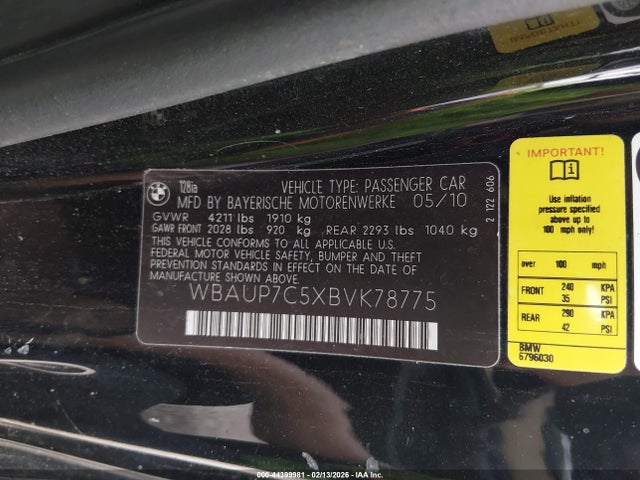 128ia
VEHICLE TYPE: PASSENGER CAR
MFD BY BAYERISCHE MOTORENWERKE 05/10
GVWR 4211 lbs 1910 kg
GAWR FRONT 2028 lbs 920 kg REAR 2293 lbs 1040 kg
THIS VEHICLE CONFORMS TO ALL APPLICABLE
FEDERAL MOTOR VEHICLE SAFETY, BUMPER AND THEFT
PREVENTION STANDARDS IN EFFECT ON THE DATE OF
MANUFACTURE SHOWN ABOVE.
WBAUP7C5XBVK78775
2 122 606
IMPORTANT!
Use inflation
pressure specified
above up to
100 mph only!
over 100 mph
FRONT 240 KPA
35 PSI
REAR 290 KPA
42 PSI
BMW
6796030
000-44399981 - 02/13/2026 - IAA Inc.